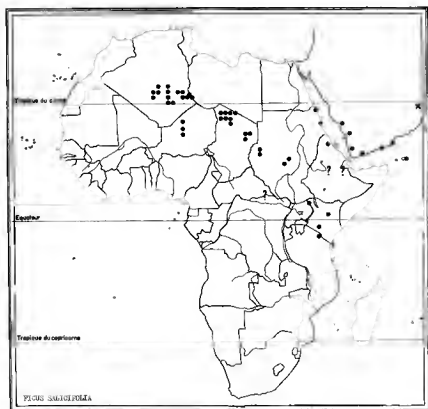 Tropique du cancer
Equateur
Tropique du capricorne
FICUS SALICIFOLIA